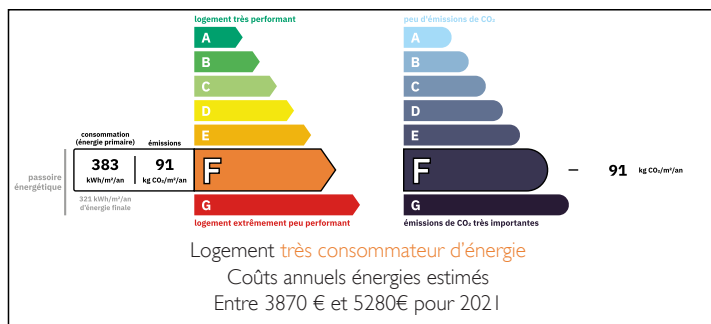 logement très performant
A
B
C
D
E
consommation
(énergie primaire)
émissions
383
kWh/m²/an
91
kg CO₂/m²/an
F
passoire
énergétique
321 kWh/m²/an
d'énergie finale
G
logement extrêmement peu performant
peu d'émissions de CO₂
A
B
C
D
E
F
91 kg CO₂/m²/an
G
émissions de CO₂ très importantes
Logement très consommateur d'énergie
Coûts annuels énergies estimés
Entre 3870 € et 5280€ pour 2021